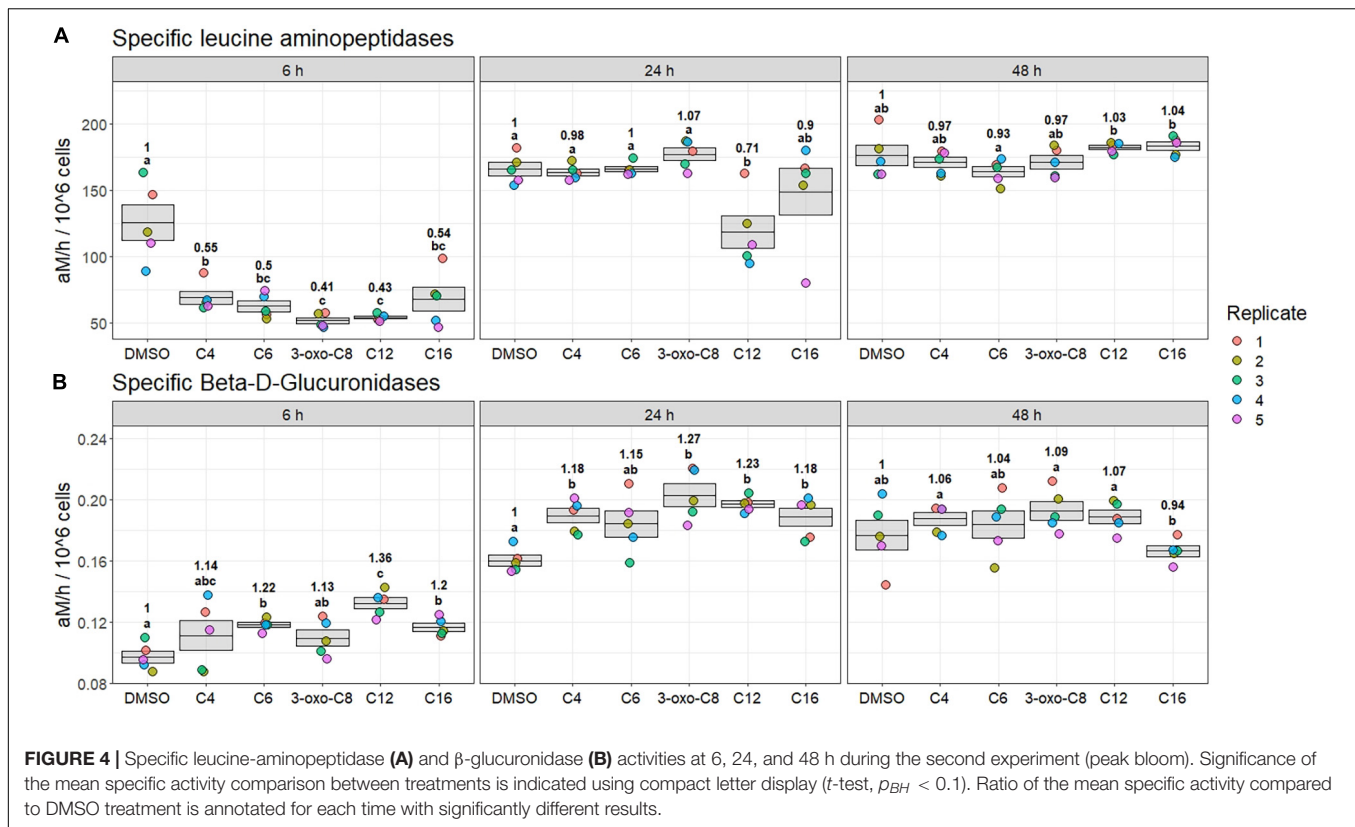 A Specific leucine aminopeptidases
6 h 24 h 48 h
aM/h / 10^6 cells
200
150
100
50
1
a
0.55
b
0.5
bc
0.41
c
0.43
c
0.54
bc
1
a
0.98
a
1
a
1.07
a
0.71
b
0.9
ab
1
ab
0.97
ab
0.93
a
0.97
ab
1.03
b
1.04
b
DMSO C4 C6 3-oxo-C8 C12 C16 DMSO C4 C6 3-oxo-C8 C12 C16 DMSO C4 C6 3-oxo-C8 C12 C16
B Specific Beta-D-Glucuronidases
6 h 24 h 48 h
aM/h / 10^6 cells
0.24
0.20
0.16
0.12
0.08
1
a
1.14
abc
1.22
b
1.13
ab
1.36
c
1.2
b
1
a
1.18
b
1.15
ab
1.27
b
1.23
b
1.18
b
1
ab
1.06
a
1.04
ab
1.09
a
1.07
a
0.94
b
DMSO C4 C6 3-oxo-C8 C12 C16 DMSO C4 C6 3-oxo-C8 C12 C16 DMSO C4 C6 3-oxo-C8 C12 C16
Replicate
1
2
3
4
5
FIGURE 4 | Specific leucine-aminopeptidase (A) and β-glucuronidase (B) activities at 6, 24, and 48 h during the second experiment (peak bloom). Significance of
the mean specific activity comparison between treatments is indicated using compact letter display (t-test, pBH < 0.1). Ratio of the mean specific activity compared
to DMSO treatment is annotated for each time with significantly different results.